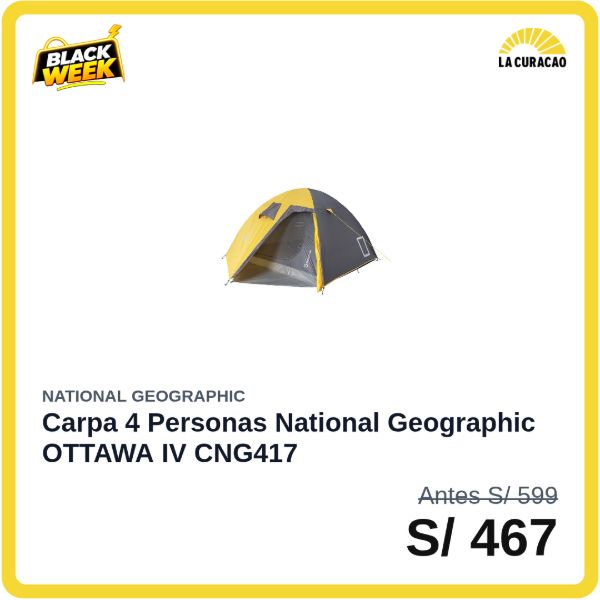 BLACK
WEEK
LA CURACAO
NATIONAL GEOGRAPHIC
Carpa 4 Personas National Geographic
OTTAWA IV CNG417
Antes S/ 599
S/ 467